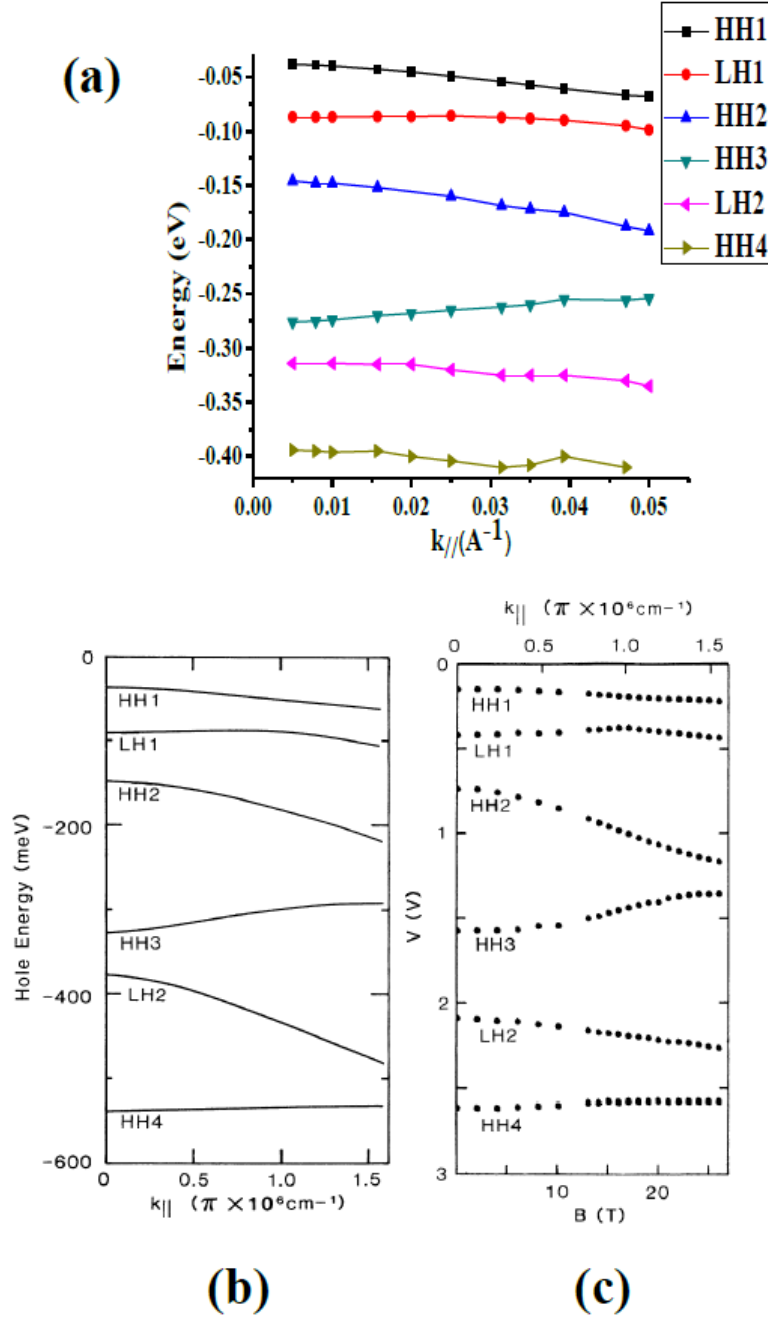 (a)
HH1
LH1
HH2
HH3
LH2
HH4
Energy (eV)
-0.05
-0.10
-0.15
-0.20
-0.25
-0.30
-0.35
-0.40
0.00 0.01 0.02 0.03 0.04 0.05
k//(A-1)
Hole Energy (meV)
0
-200
-400
-600
HH1
LH1
HH2
HH3
LH2
HH4
0 0.5 1.0 1.5
k|| (π ×10⁶cm⁻¹)
k|| (π ×10⁶cm⁻¹)
0 0.5 1.0 1.5
V (V)
0
1
2
3
HH1
LH1
HH2
HH3
LH2
HH4
10 20
B (T)
(b) (c)